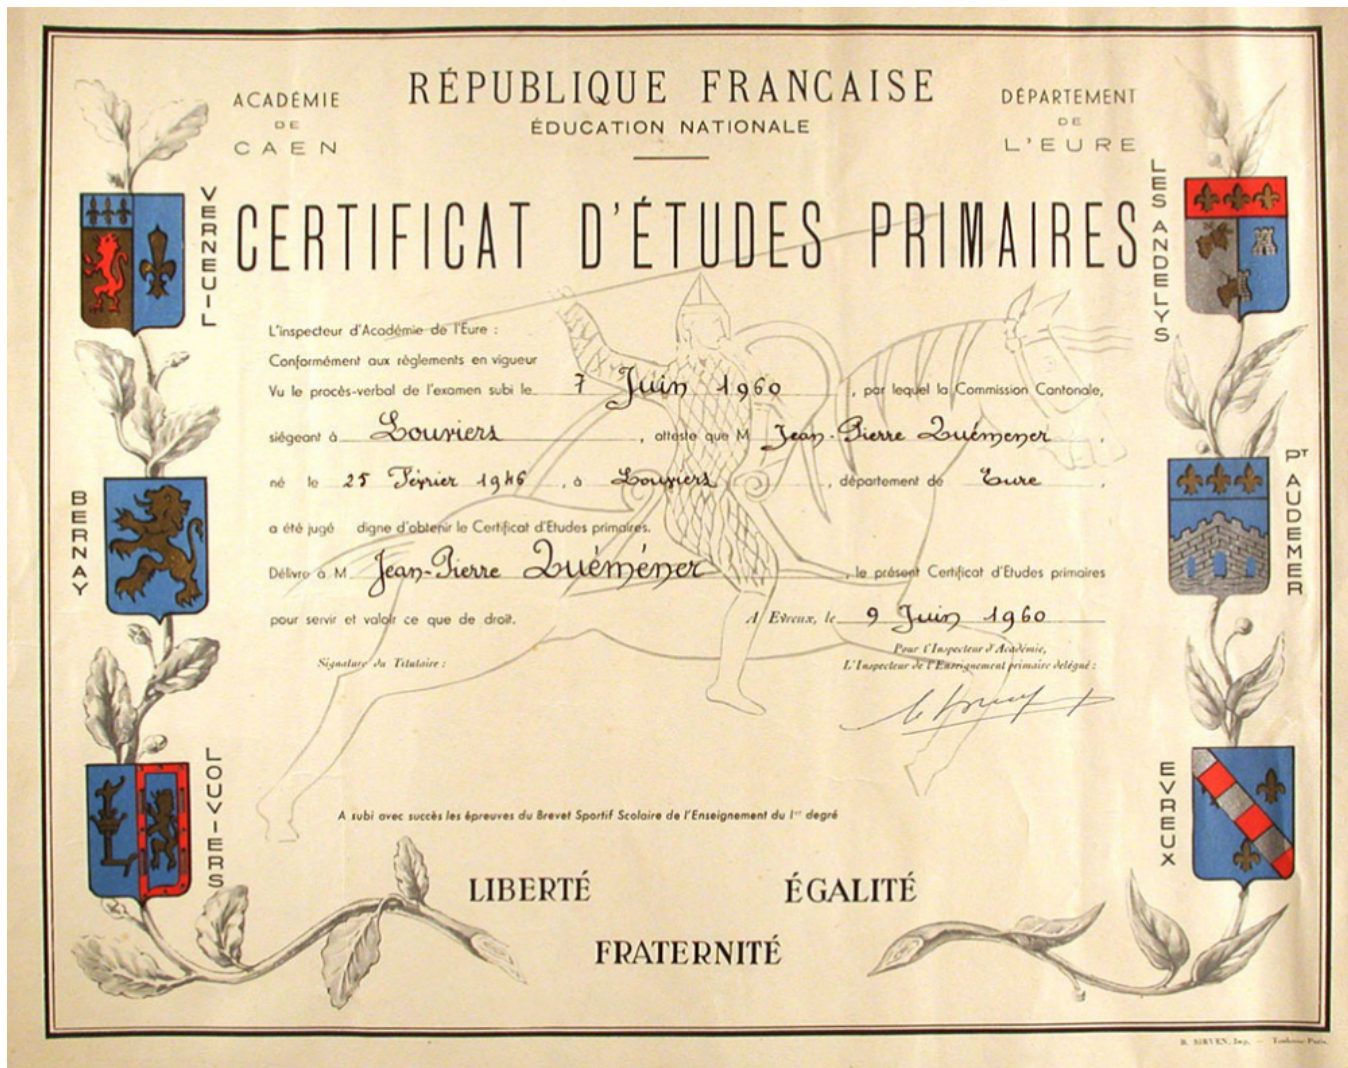 RÉPUBLIQUE FRANCAISE
ÉDUCATION NATIONALE
ACADÉMIE
DE
CAEN
DÉPARTEMENT
DE
L'EURE
CERTIFICAT D'ÉTUDES PRIMAIRES
VERNEUIL
LES ANDELYS
L'inspecteur d'Académie de l'Eure :
Conformément aux règlements en vigueur
Vu le procès-verbal de l'examen subi le 7 Juin 1960, par lequel la Commission Cantonale,
siégeant à Louviers, atteste que M Jean-Pierre Quémener,
né le 25 Février 1946, à Louviers, département de Eure,
a été jugé digne d'obtenir le Certificat d'Etudes primaires.
Délivré à M Jean-Pierre Quéméner, le présent Certificat d'Etudes primaires
pour servir et valoir ce que de droit.
A Evreux, le 9 Juin 1960
Signature du Titulaire :
Pour l'Inspecteur d'Académie,
L'Inspecteur de l'Enseignement primaire délégué :
BERNAY
PT AUDEMER
LOUVIERS
EVREUX
A subi avec succès les épreuves du Brevet Sportif Scolaire de l'Enseignement du 1er degré
LIBERTÉ ÉGALITÉ
FRATERNITÉ
R. SIRVEN, Imp. — Toulouse-Paris.